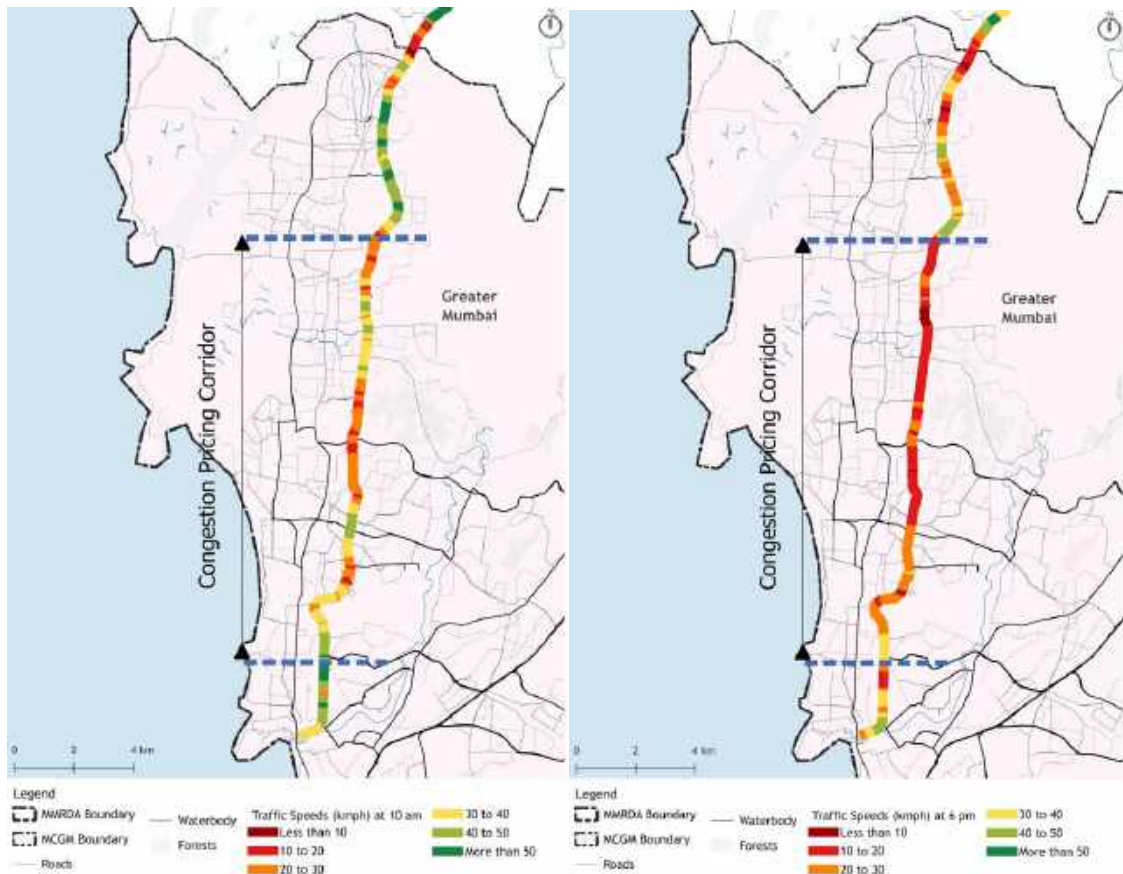 Greater
Mumbai
Congestion Pricing Corridor
0 2 4 km
Legend
MMRDA Boundary
MCGM Boundary
Roads
Waterbody
Forests
Traffic Speeds (kmph) at 10 am
Less than 10
10 to 20
20 to 30
30 to 40
40 to 50
More than 50
Greater
Mumbai
Congestion Pricing Corridor
0 2 4 km
Legend
MMRDA Boundary
MCGM Boundary
Roads
Waterbody
Forests
Traffic Speeds (kmph) at 6 pm
Less than 10
10 to 20
20 to 30
30 to 40
40 to 50
More than 50